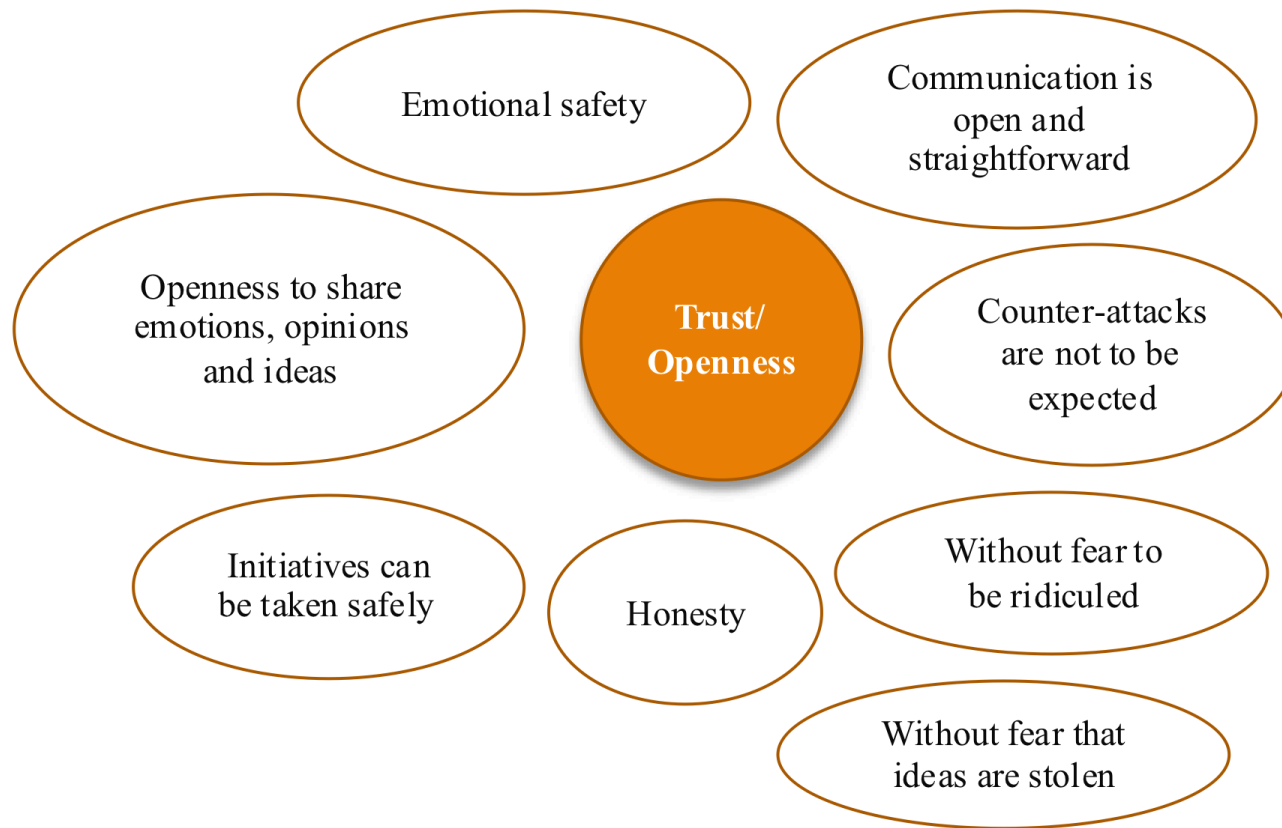 Emotional safety
Communication is
open and
straightforward
Openness to share
emotions, opinions
and ideas
Trust/
Openness
Counter-attacks
are not to be
expected
Initiatives can
be taken safely
Honesty
Without fear to
be ridiculed
Without fear that
ideas are stolen